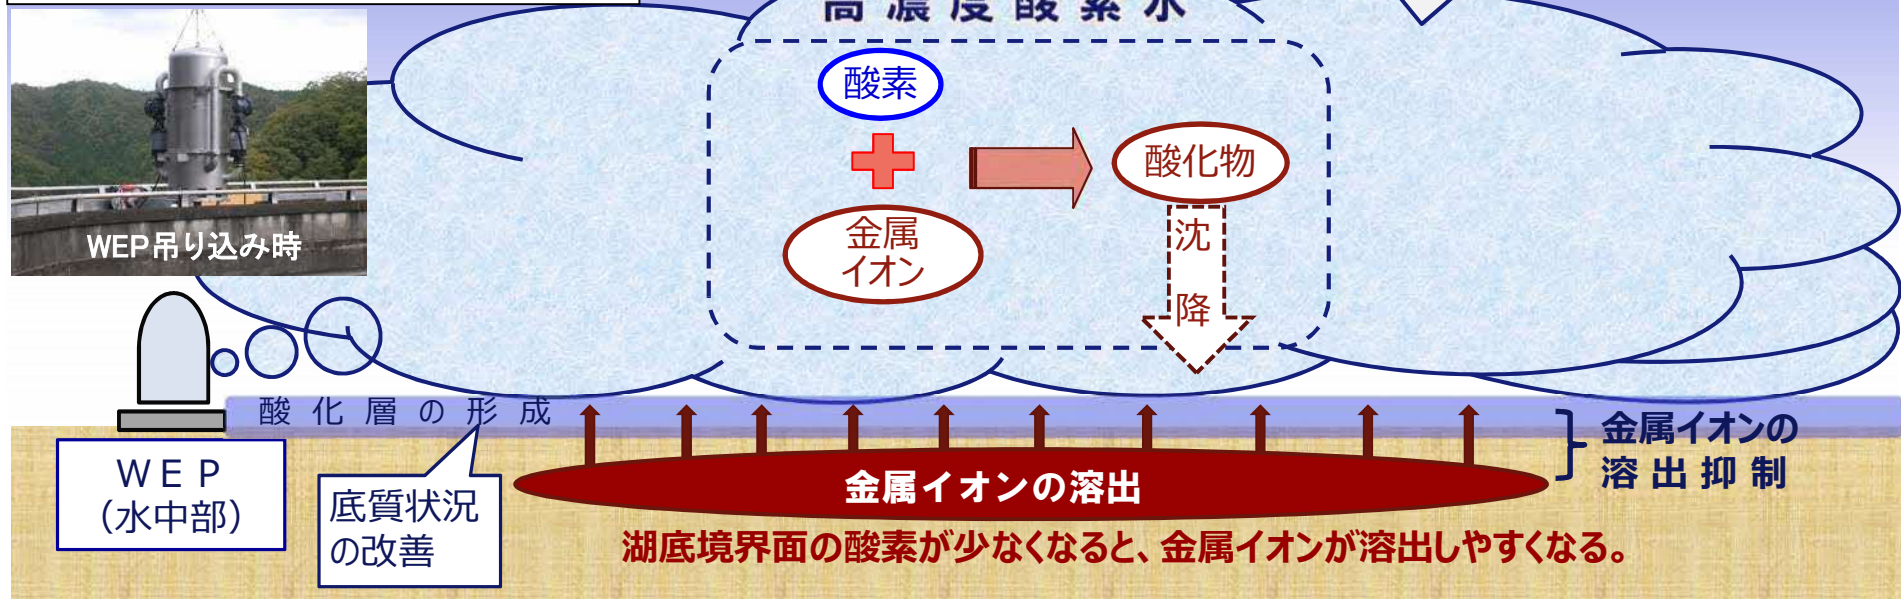 高濃度酸素水
酸素
金属
イオン
酸化物
沈
降
WEP吊り込み時
酸化層の形成
WEP
(水中部)
底質状況
の改善
金属イオンの溶出
金属イオンの
溶出抑制
湖底境界面の酸素が少なくなると、金属イオンが溶出しやすくなる。